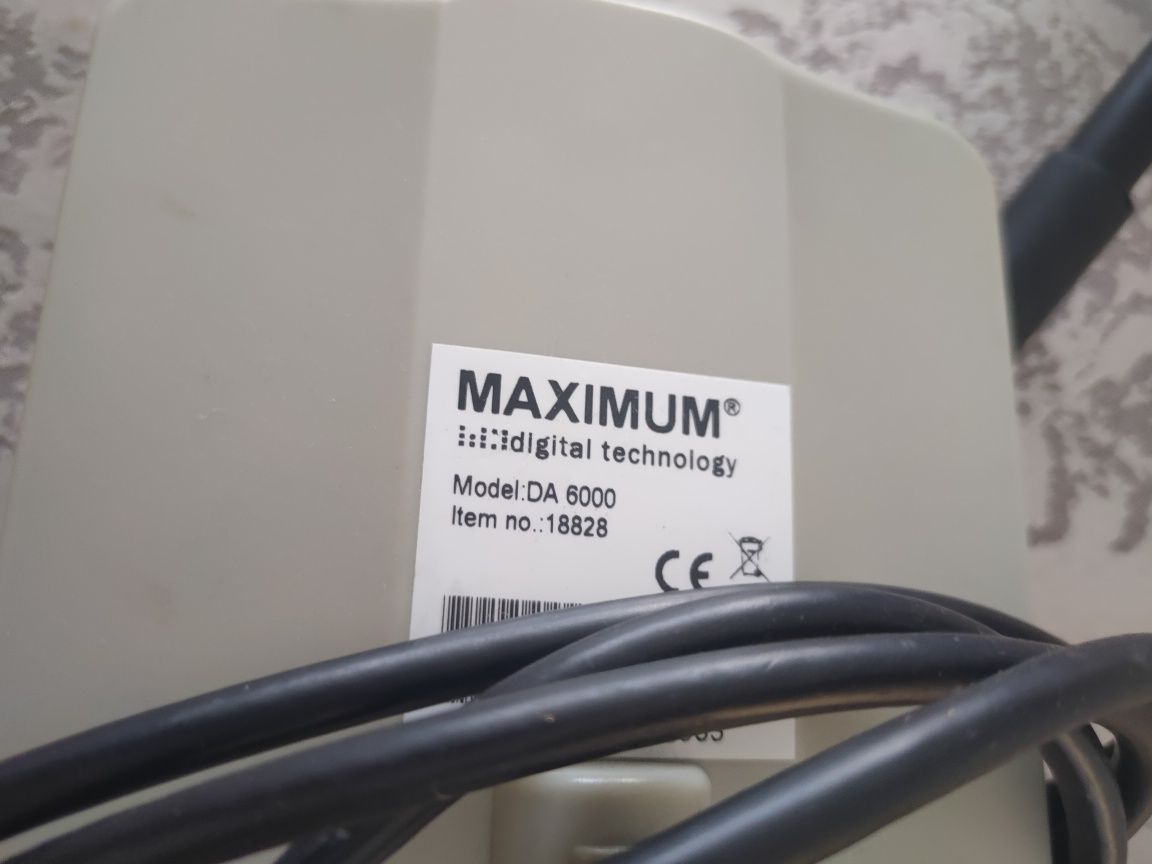 MAXIMUM®
digital technology
Model:DA 6000
Item no.:18828
CE